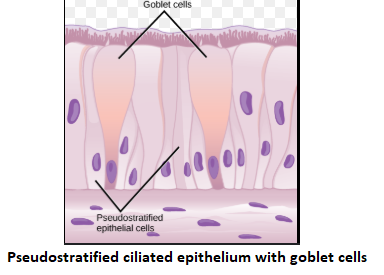 Goblet cells
Pseudostratified
epithelial cells
Pseudostratified ciliated epithelium with goblet cells